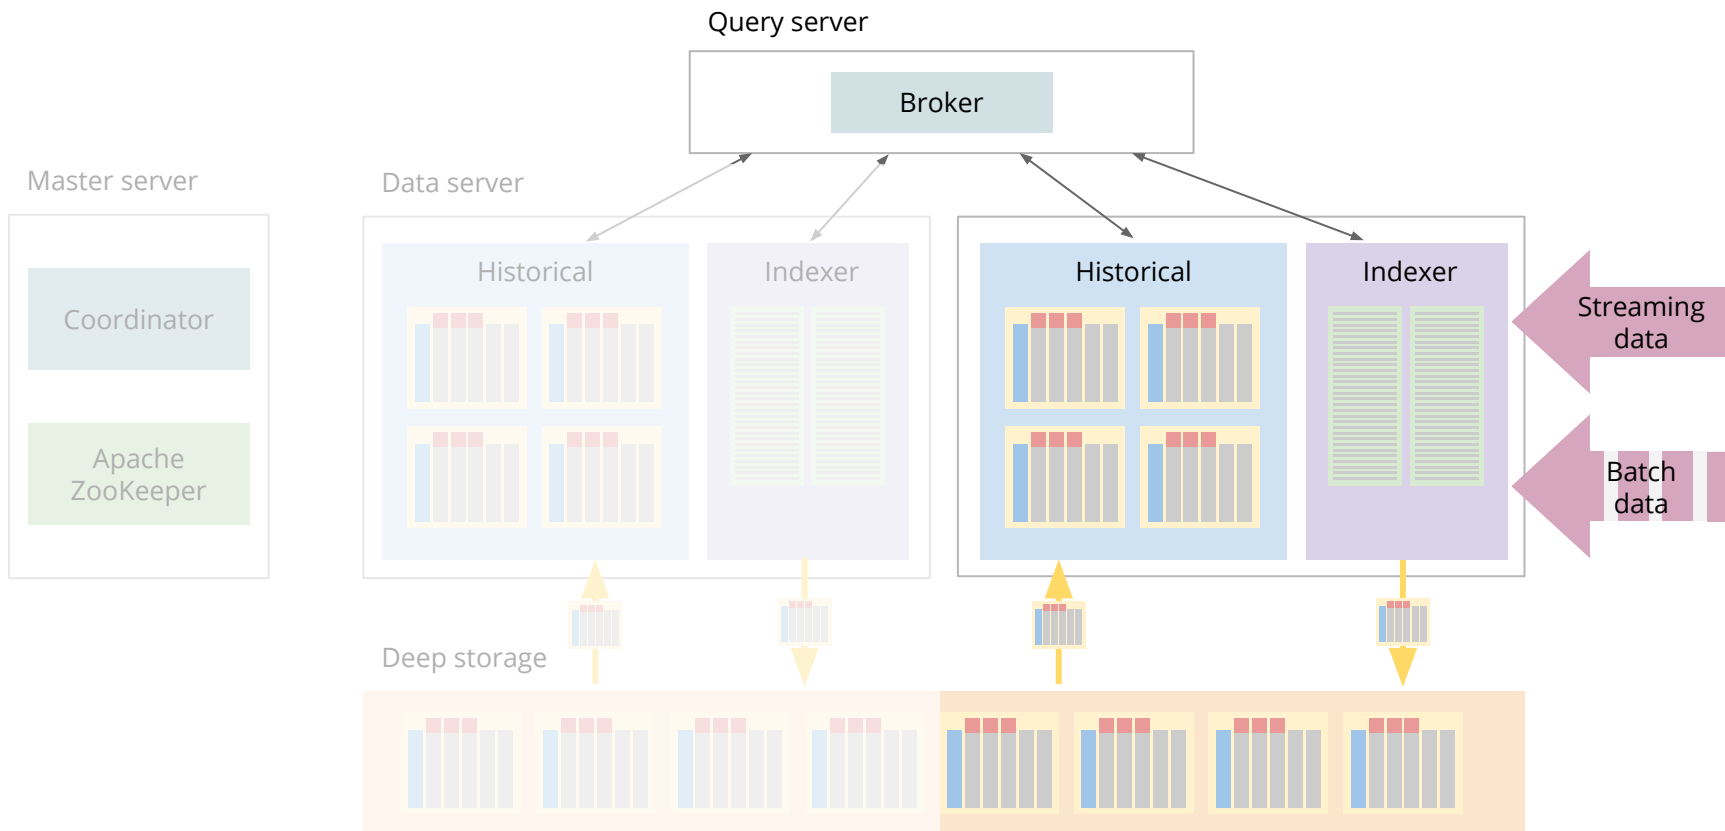 Query server
Broker
Master server
Data server
Coordinator
Apache
ZooKeeper
Historical
Indexer
Historical
Indexer
Streaming
data
Batch
data
Deep storage